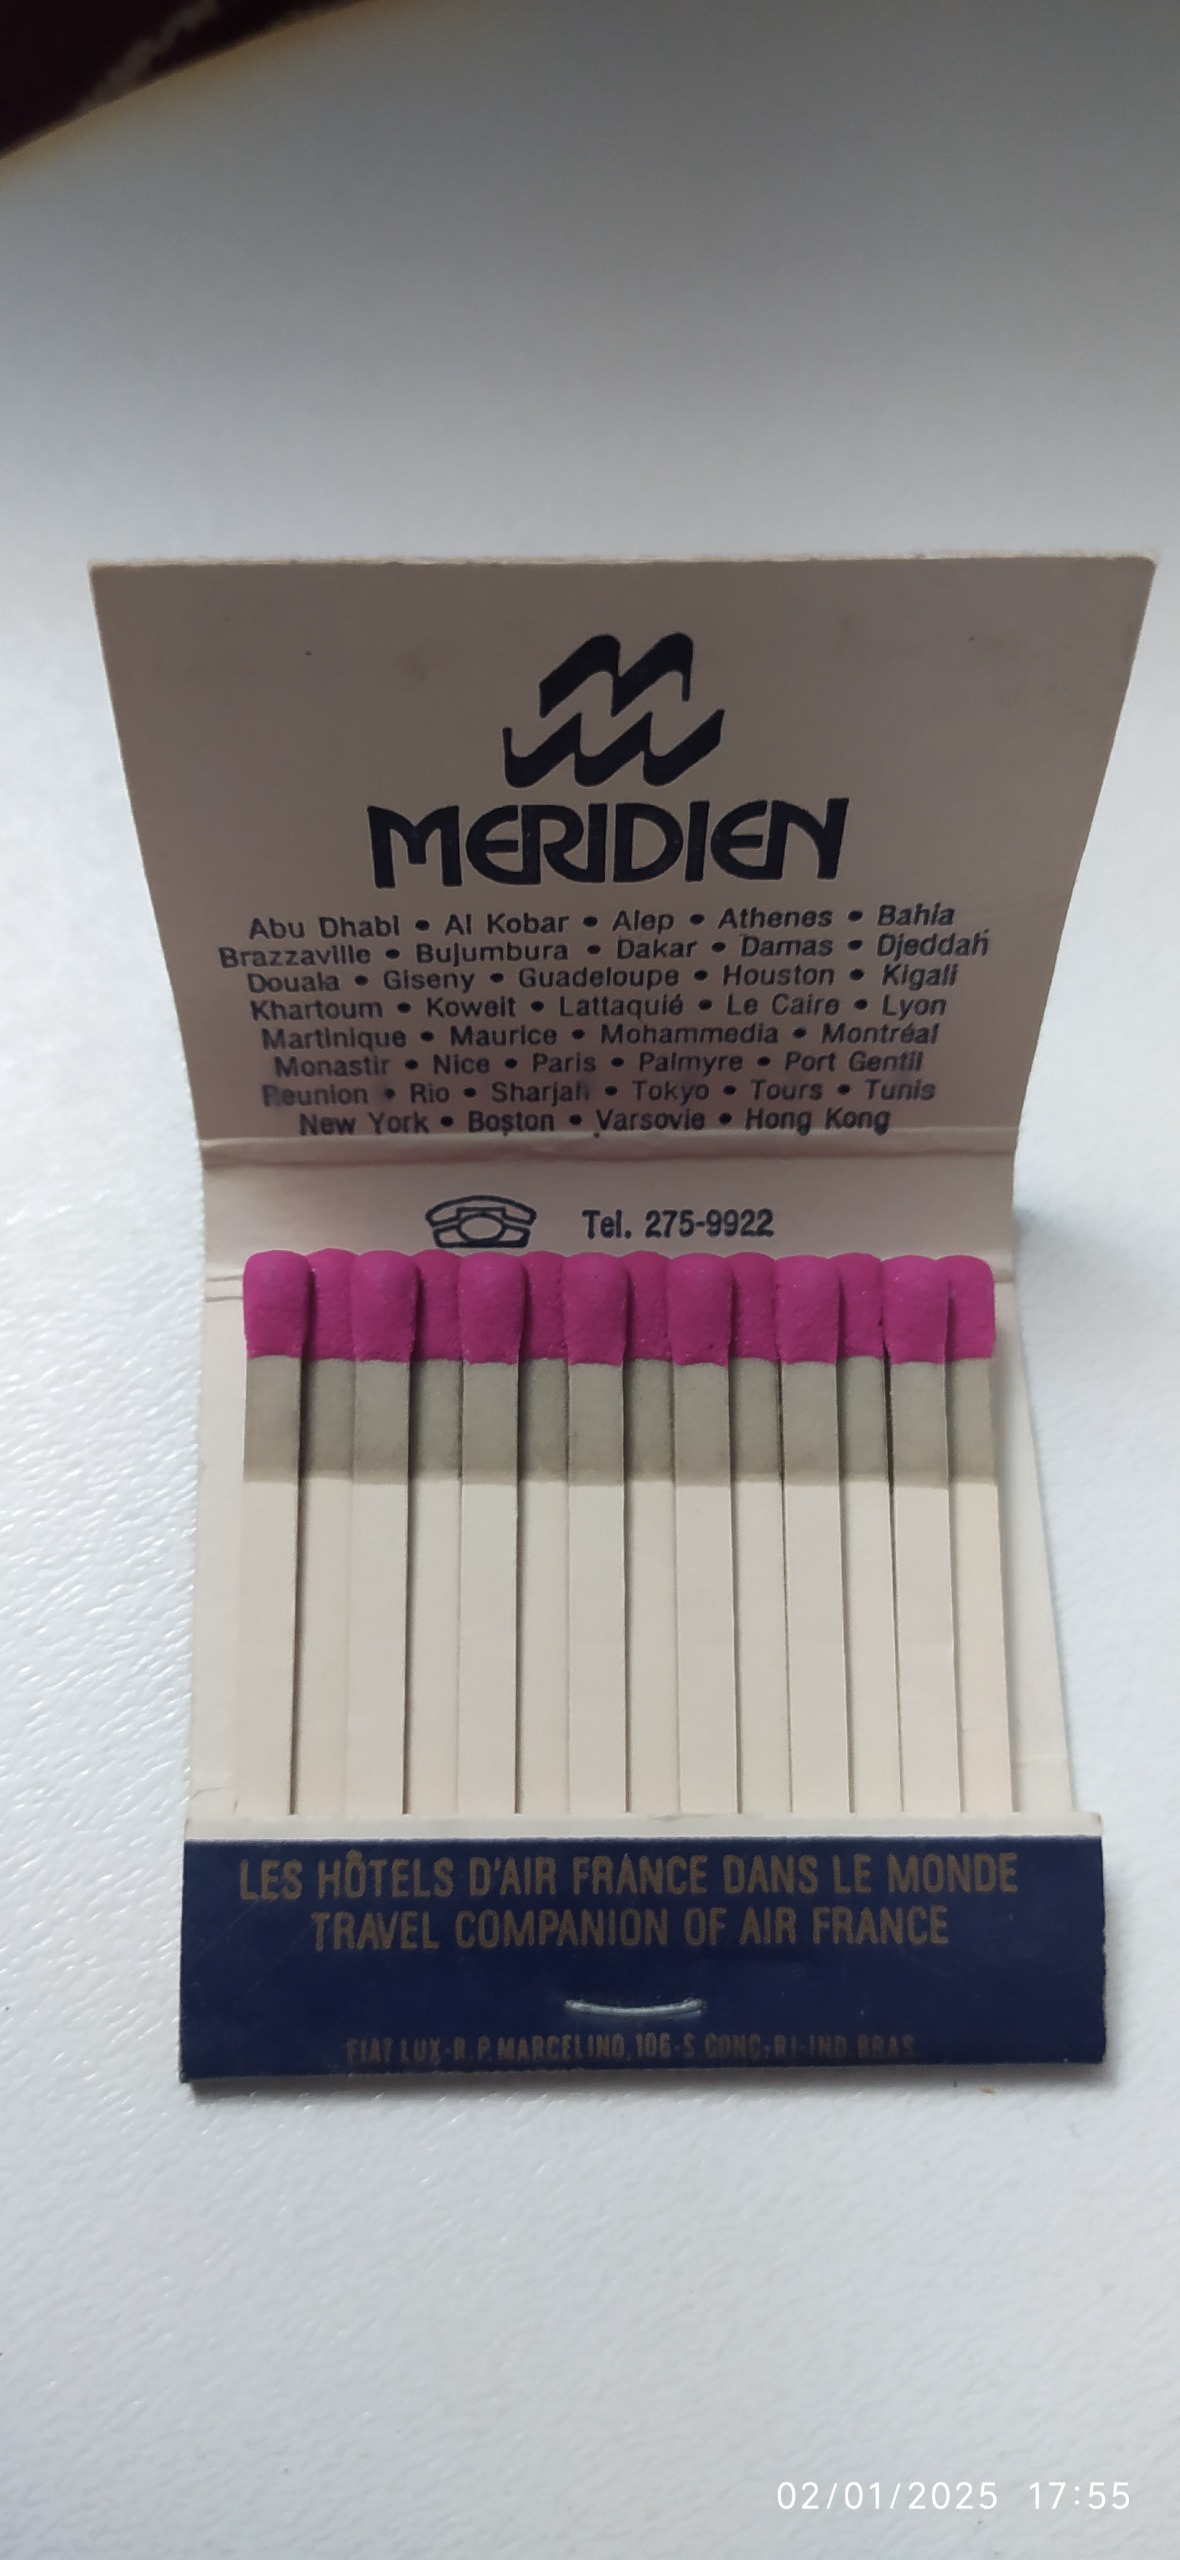 MERIDIEN
Abu Dhabi • Al Kobar • Alep • Athenes • Bahia
Brazzaville • Bujumbura • Dakar • Damas • Djeddah
Douala • Giseny • Guadeloupe • Houston • Kigali
Khartoum • Koweit • Lattaquié • Le Caire • Lyon
Martinique • Maurice • Mohammedia • Montréal
Monastir • Nice • Paris • Palmyre • Port Gentil
Reunion • Rio • Sharjah • Tokyo • Tours • Tunis
New York • Boston • Varsovie • Hong Kong
Tel. 275-9922
LES HÔTELS D'AIR FRANCE DANS LE MONDE
TRAVEL COMPANION OF AIR FRANCE
FIAT LUX-R.P.MARCELINO,106-S.GONC-RJ-IND.BRAS.
02/01/2025 17:55